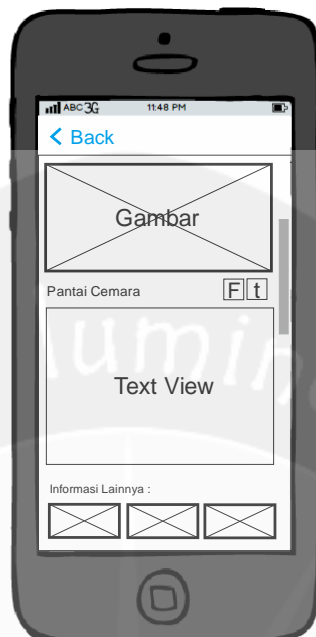 ABC 3G 11:48 PM
Back
Gambar
Pantai Cemara F t
Text View
Informasi Lainnya :